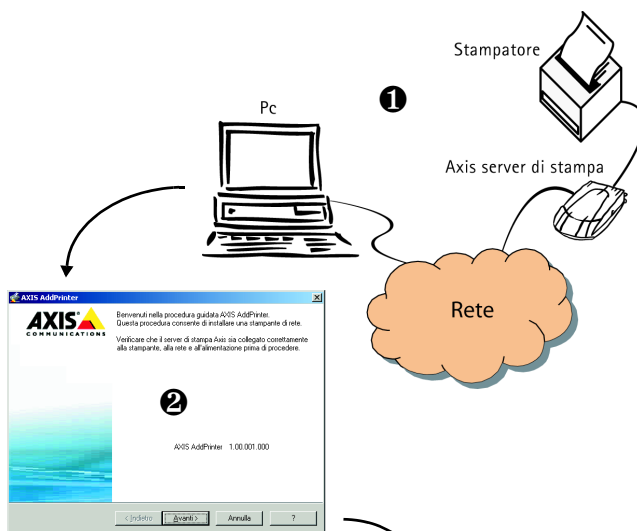 Stampatore
❶
Pc
Axis server di stampa
Rete
AXIS AddPrinter
AXIS
COMMUNICATIONS
Benvenuti nella procedura guidata AXIS AddPrinter.
Questa procedura consente di installare una stampante di rete.
Verificare che il server di stampa Axis sia collegato correttamente
alla stampante, alla rete e all'alimentazione prima di procedere.
❷
AXIS AddPrinter 1.00.001.000
< Indietro
Avanti >
Annulla
?